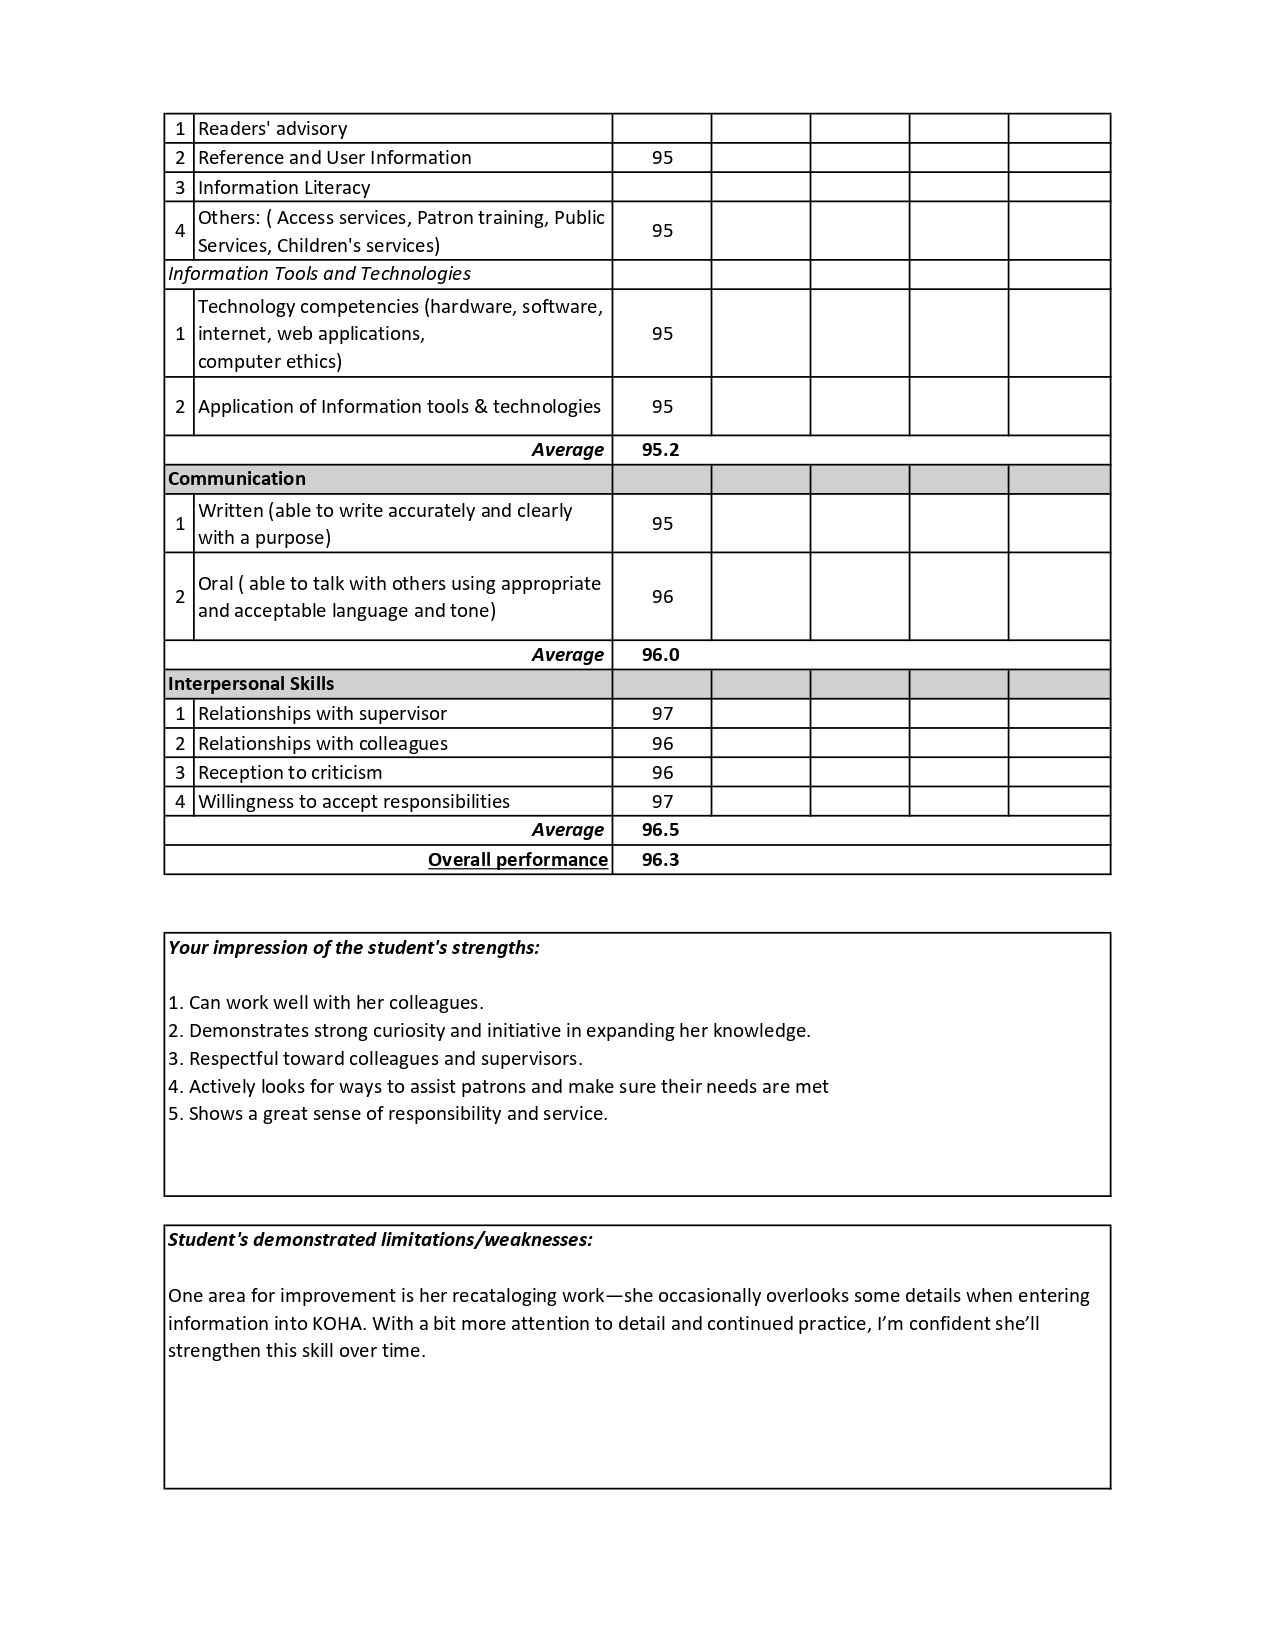 1 Readers' advisory
2 Reference and User Information 95
3 Information Literacy
Others: ( Access services, Patron training, Public
4 95
Services, Children's services)
Information Tools and Technologies
Technology competencies (hardware, software,
1 internet, web applications, 95
computer ethics)
2 Application of Information tools & technologies 95
Average 95.2
Communication
Written (able to write accurately and clearly
1 95
with a purpose)
Oral ( able to talk with others using appropriate
2 96
and acceptable language and tone)
Average 96.0
Interpersonal Skills
1 Relationships with supervisor 97
2 Relationships with colleagues 96
3 Reception to criticism 96
4 Willingness to accept responsibilities 97
Average 96.5
Overall performance 96.3
Your impression of the student's strengths:
1. Can work well with her colleagues.
2. Demonstrates strong curiosity and initiative in expanding her knowledge.
3. Respectful toward colleagues and supervisors.
4. Actively looks for ways to assist patrons and make sure their needs are met
5. Shows a great sense of responsibility and service.
Student's demonstrated limitations/weaknesses:
One area for improvement is her recataloging work—she occasionally overlooks some details when entering
information into KOHA. With a bit more attention to detail and continued practice, I’m confident she’ll
strengthen this skill over time.